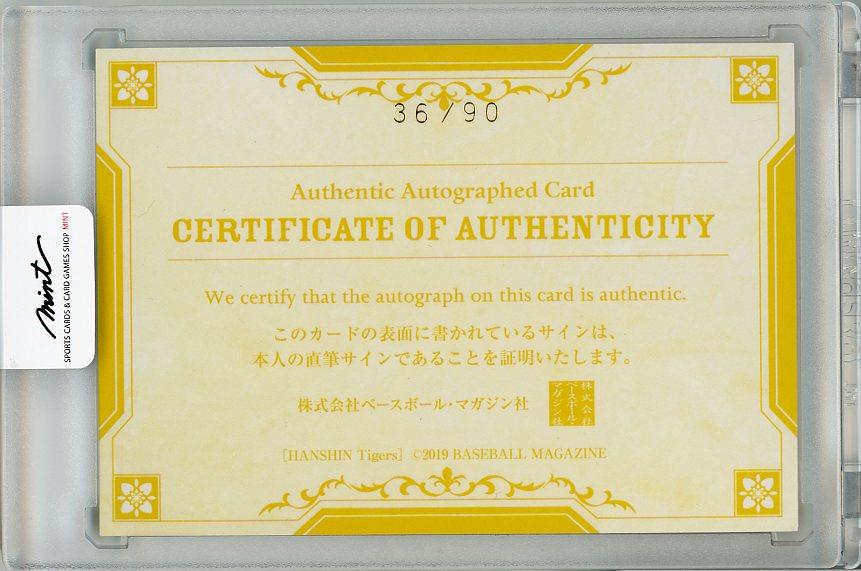 36/90
Authentic Autographed Card
CERTIFICATE OF AUTHENTICITY
We certify that the autograph on this card is authentic.
このカードの表面に書かれているサインは、
本人の直筆サインであることを証明いたします。
株式会社ベースボール・マガジン社
株式会社
ベースボール・
マガジン社
[HANSHIN Tigers] ©2019 BASEBALL MAGAZINE
mint
SPORTS CARDS & CARD GAMES SHOP MINT